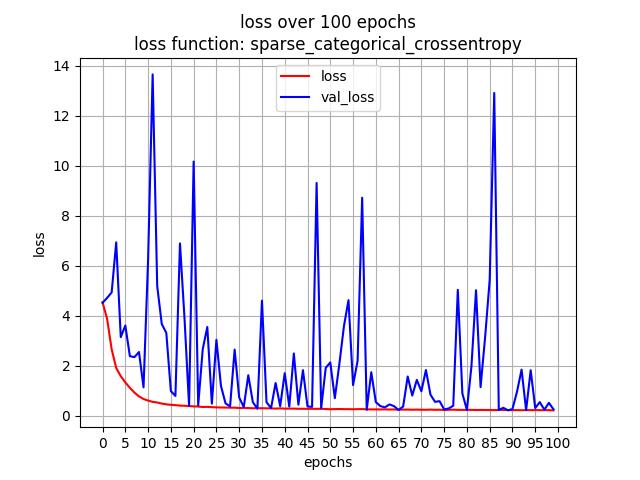 loss over 100 epochs
loss function: sparse_categorical_crossentropy
loss
val_loss
14
12
10
8
6
4
2
0
loss
0 5 10 15 20 25 30 35 40 45 50 55 60 65 70 75 80 85 90 95 100
epochs